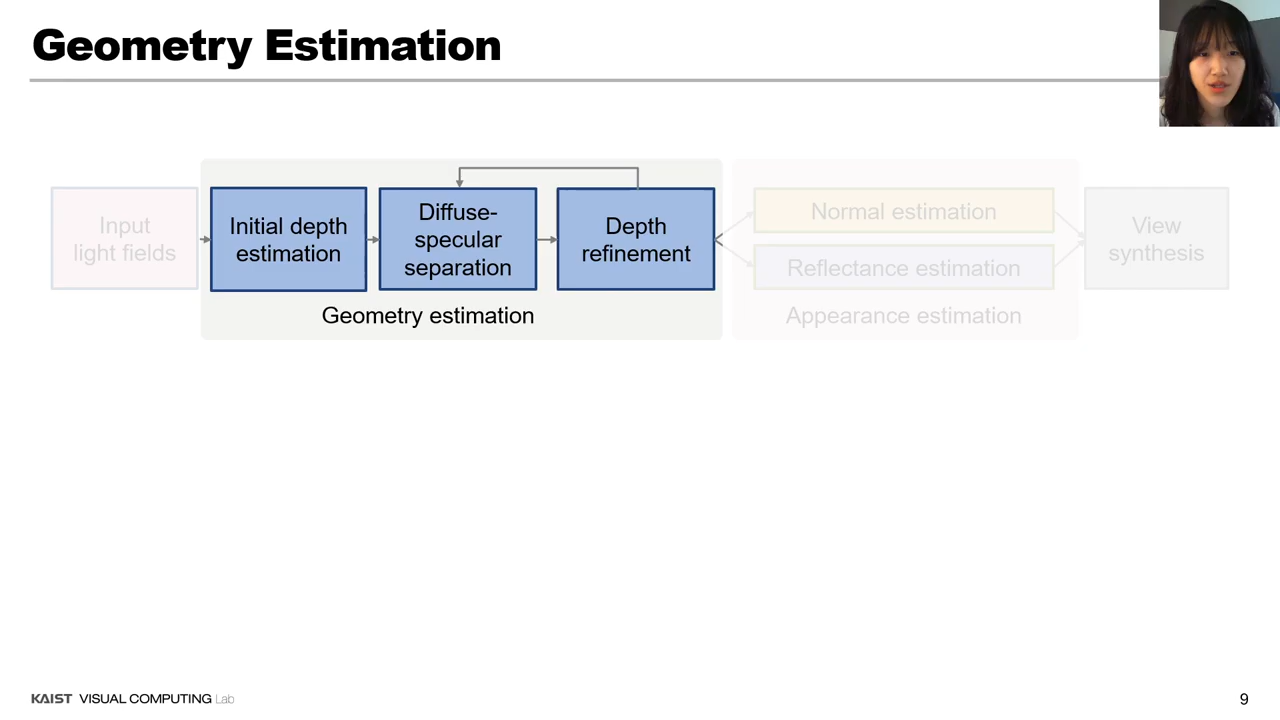 Geometry Estimation
Input
light fields
Initial depth
estimation
Diffuse-
specular
separation
Depth
refinement
Geometry estimation
Normal estimation
Reflectance estimation
Appearance estimation
View
synthesis
KAIST VISUAL COMPUTING Lab
9